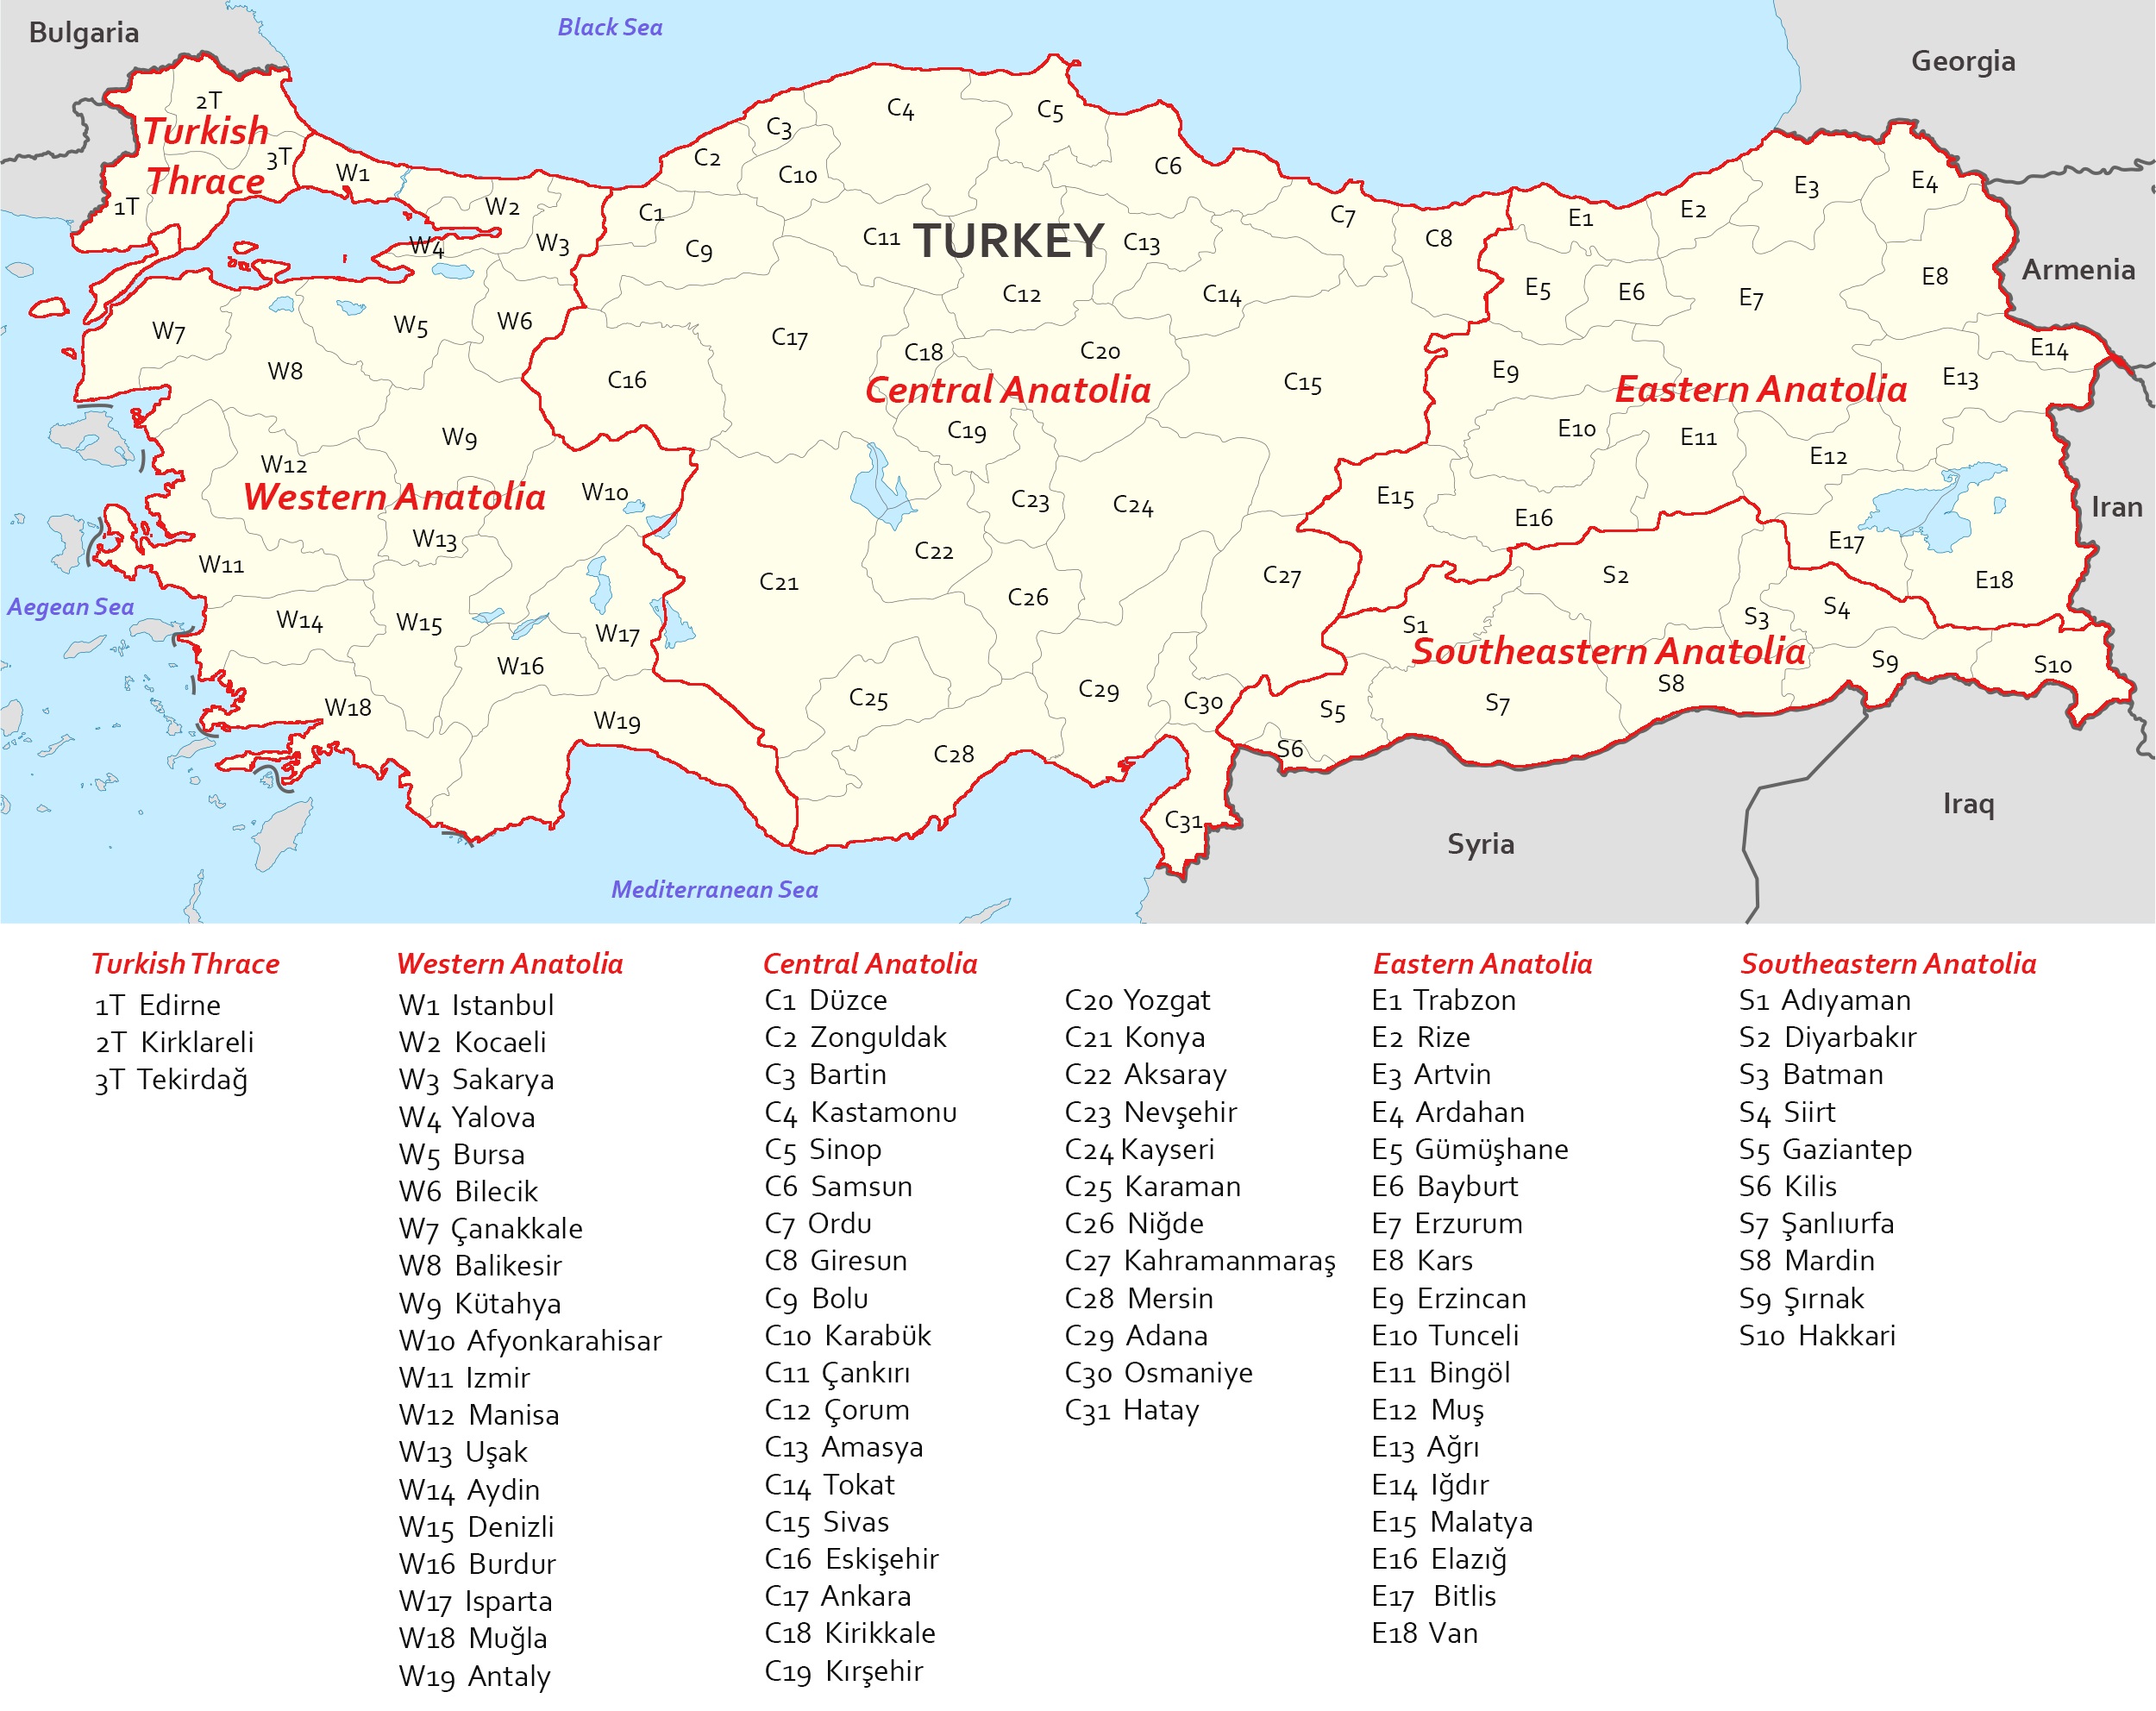 Bulgaria
Black Sea
Georgia
2T
Turkish
Thrace
3T
1T
W1
W2
W3
W4
C1
C2
C3
C4
C5
C6
C7
C8
C9
C10
C11
TURKEY
C13
C12
C14
E1
E2
E3
E4
E5
E6
E7
E8
Armenia
W7
W5
W6
W8
C17
C18
C20
C16
Central Anatolia
C15
E9
Eastern Anatolia
E13
E14
W9
C19
E10
E11
E12
W12
Western Anatolia
W10
C23
C24
E15
E16
Iran
W13
W11
C22
C21
C27
E17
E18
S2
Aegean Sea
W14
W15
W17
C26
S1
S3
S4
Southeastern Anatolia
W16
S9
S10
W18
W19
C25
C29
C30
S5
S7
S8
C28
S6
C31
Syria
Iraq
Mediterranean Sea
Turkish Thrace
1T Edirne
2T Kirklareli
3T Tekirdağ
Western Anatolia
W1 Istanbul
W2 Kocaeli
W3 Sakarya
W4 Yalova
W5 Bursa
W6 Bilecik
W7 Çanakkale
W8 Balikesir
W9 Kütahya
W10 Afyonkarahisar
W11 Izmir
W12 Manisa
W13 Uşak
W14 Aydin
W15 Denizli
W16 Burdur
W17 Isparta
W18 Muğla
W19 Antaly
Central Anatolia
C1 Düzce
C2 Zonguldak
C3 Bartin
C4 Kastamonu
C5 Sinop
C6 Samsun
C7 Ordu
C8 Giresun
C9 Bolu
C10 Karabük
C11 Çankırı
C12 Çorum
C13 Amasya
C14 Tokat
C15 Sivas
C16 Eskişehir
C17 Ankara
C18 Kirikkale
C19 Kırşehir
C20 Yozgat
C21 Konya
C22 Aksaray
C23 Nevşehir
C24 Kayseri
C25 Karaman
C26 Niğde
C27 Kahramanmaraş
C28 Mersin
C29 Adana
C30 Osmaniye
C31 Hatay
Eastern Anatolia
E1 Trabzon
E2 Rize
E3 Artvin
E4 Ardahan
E5 Gümüşhane
E6 Bayburt
E7 Erzurum
E8 Kars
E9 Erzincan
E10 Tunceli
E11 Bingöl
E12 Muş
E13 Ağrı
E14 Iğdır
E15 Malatya
E16 Elazığ
E17 Bitlis
E18 Van
Southeastern Anatolia
S1 Adıyaman
S2 Diyarbakır
S3 Batman
S4 Siirt
S5 Gaziantep
S6 Kilis
S7 Şanlıurfa
S8 Mardin
S9 Şırnak
S10 Hakkari